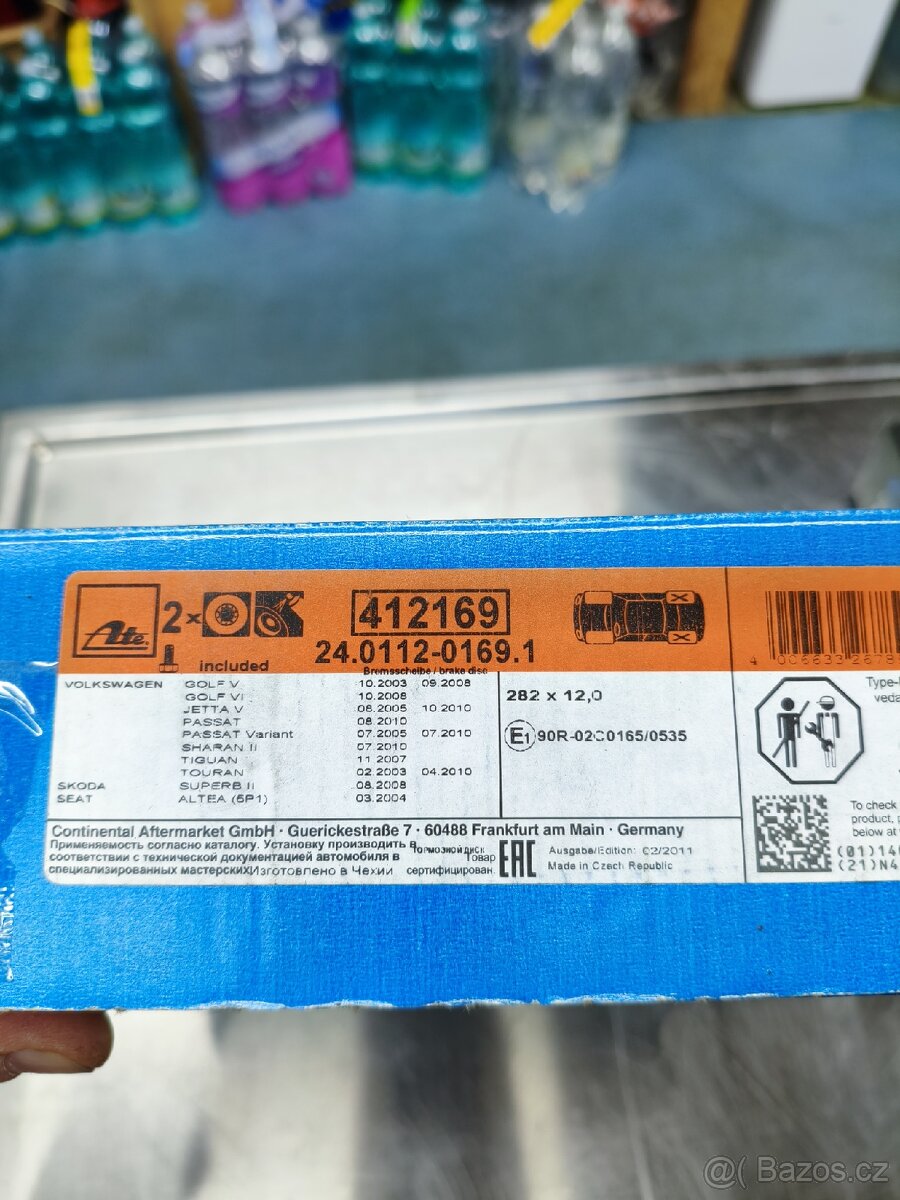 Ate
2x
included
412169
24.0112-0169.1
Bremsscheibe / brake disc
VOLKSWAGEN GOLF V 10.2003 09.2008
GOLF VI 10.2008
JETTA V 08.2005 10.2010
PASSAT 08.2010
PASSAT Variant 07.2005 07.2010
SHARAN II 07.2010
TIGUAN 11.2007
TOURAN 02.2003 04.2010
SKODA SUPERB II 08.2008
SEAT ALTEA (5P1) 03.2004
282 x 12,0
E1 90R-02C0165/0535
Type-
veda
Continental Aftermarket GmbH · Guerickestraße 7 · 60488 Frankfurt am Main · Germany
Применяемость согласно каталогу. Установку производить в
соответствии с технической документацией автомобиля в
специализированных мастерских
Изготовлено в Чехии
Тормозной диск
Товар
сертифицирован.
EAC
Ausgabe/Edition: 02/2011
Made in Czech Republic
To check
product, p
below at
(01)140
(21)N4
@( Bazos.cz